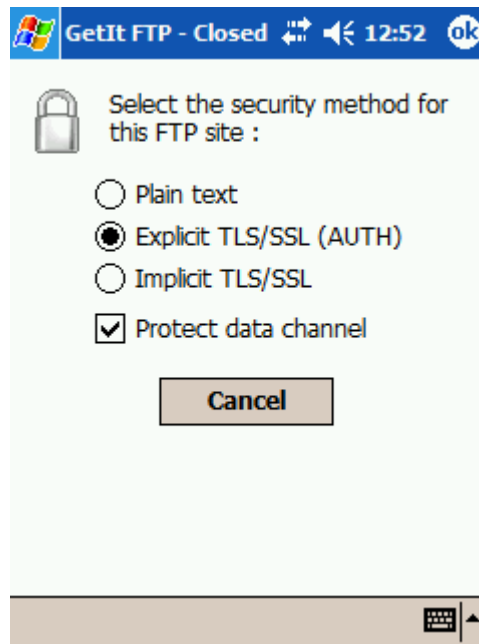 GetIt FTP - Closed 12:52 ok
Select the security method for
this FTP site :
Plain text
Explicit TLS/SSL (AUTH)
Implicit TLS/SSL
Protect data channel
Cancel